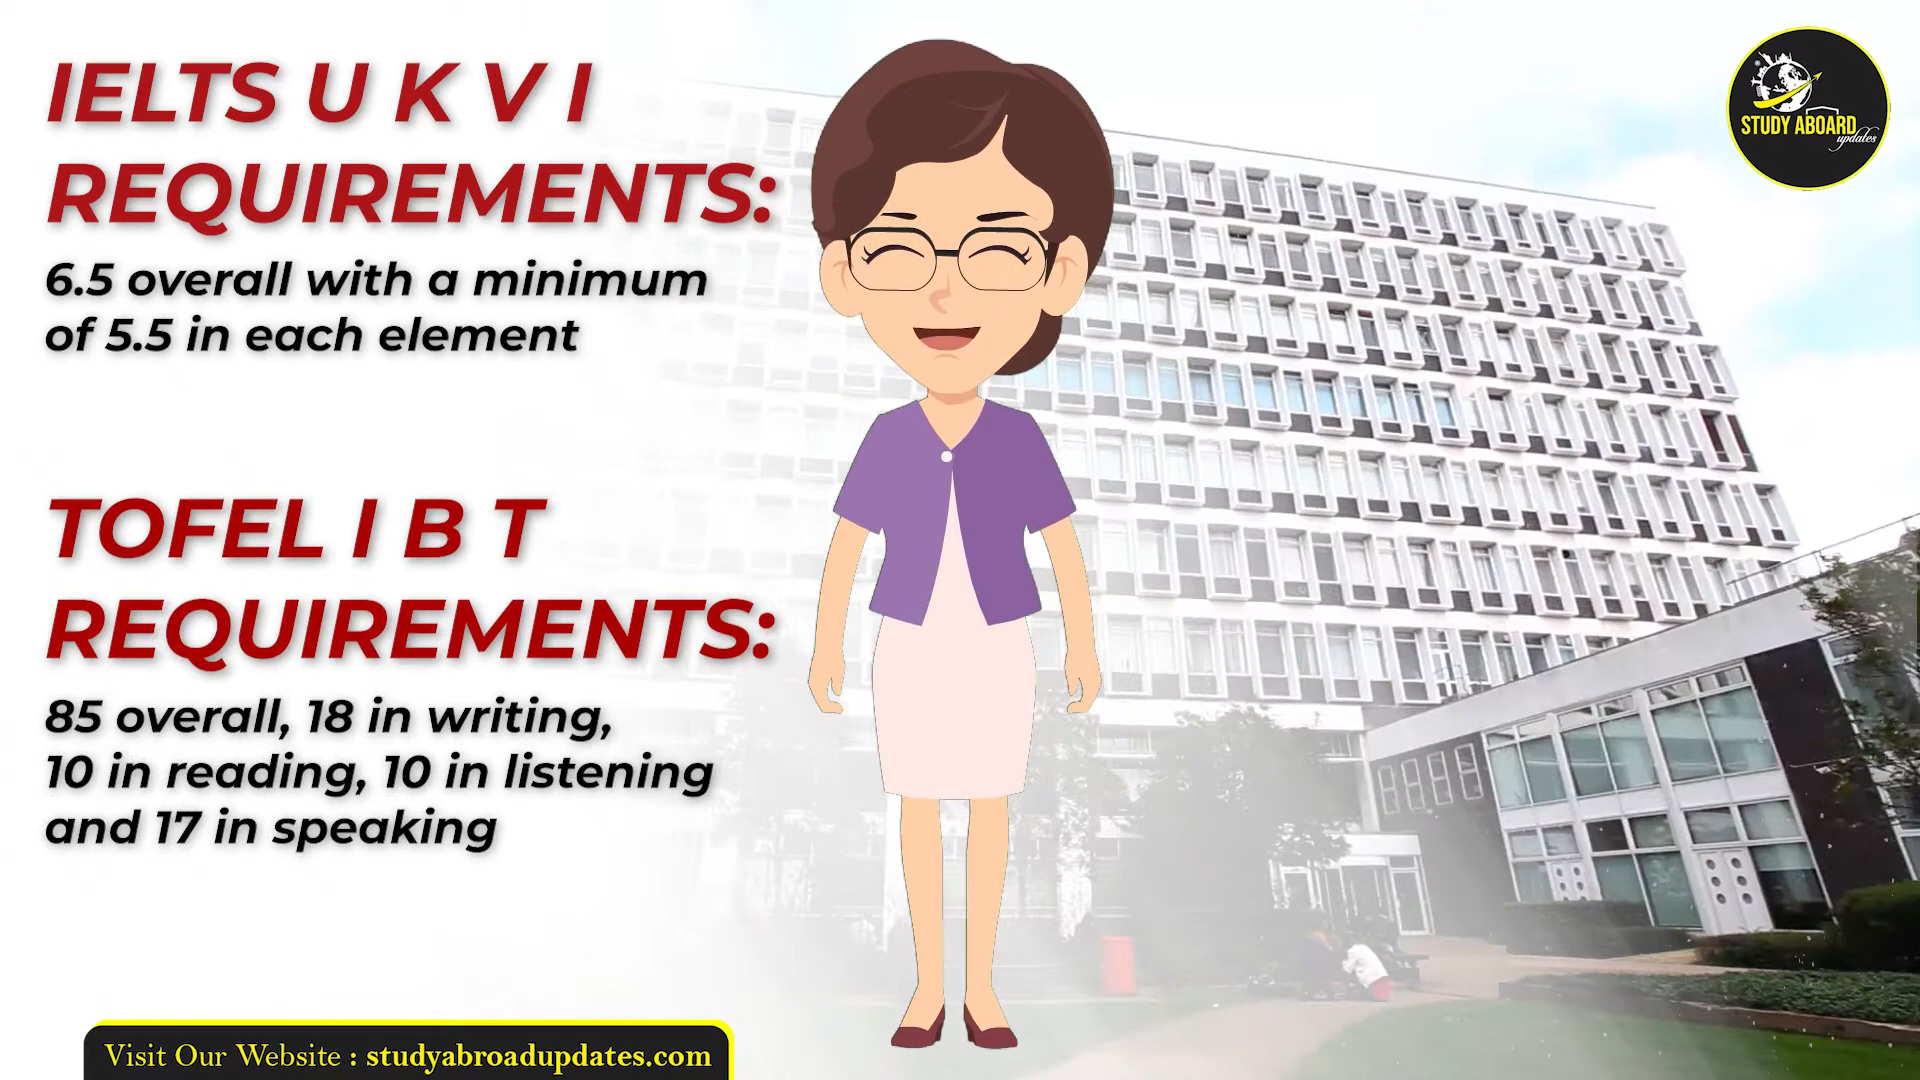 IELTS U K V I
REQUIREMENTS:
6.5 overall with a minimum
of 5.5 in each element
TOFEL I B T
REQUIREMENTS:
85 overall, 18 in writing,
10 in reading, 10 in listening
and 17 in speaking
STUDY ABOARD
updates
Visit Our Website : studyabroadupdates.com